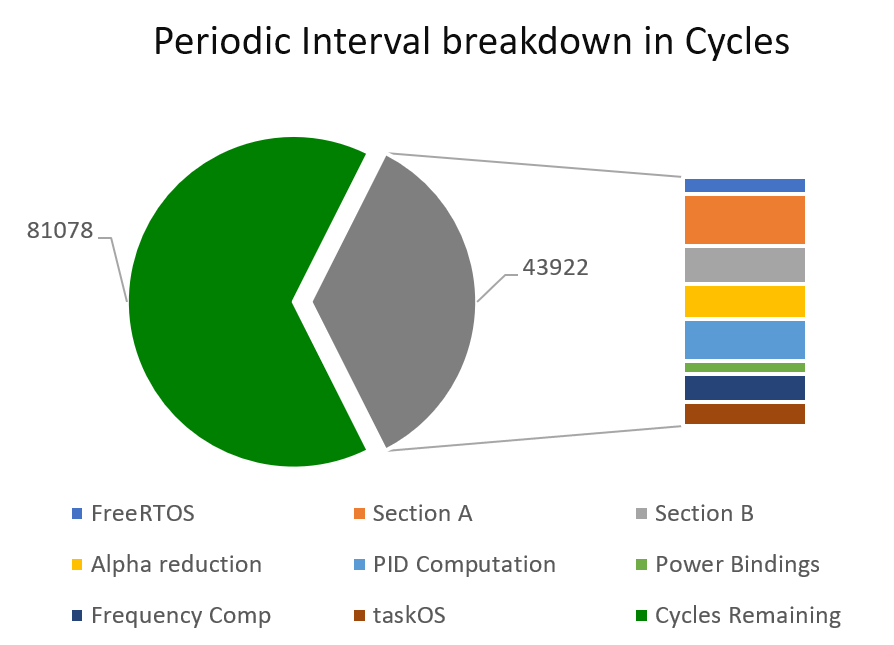 Periodic Interval breakdown in Cycles
81078
43922
FreeRTOS
Section A
Section B
Alpha reduction
PID Computation
Power Bindings
Frequency Comp
taskOS
Cycles Remaining